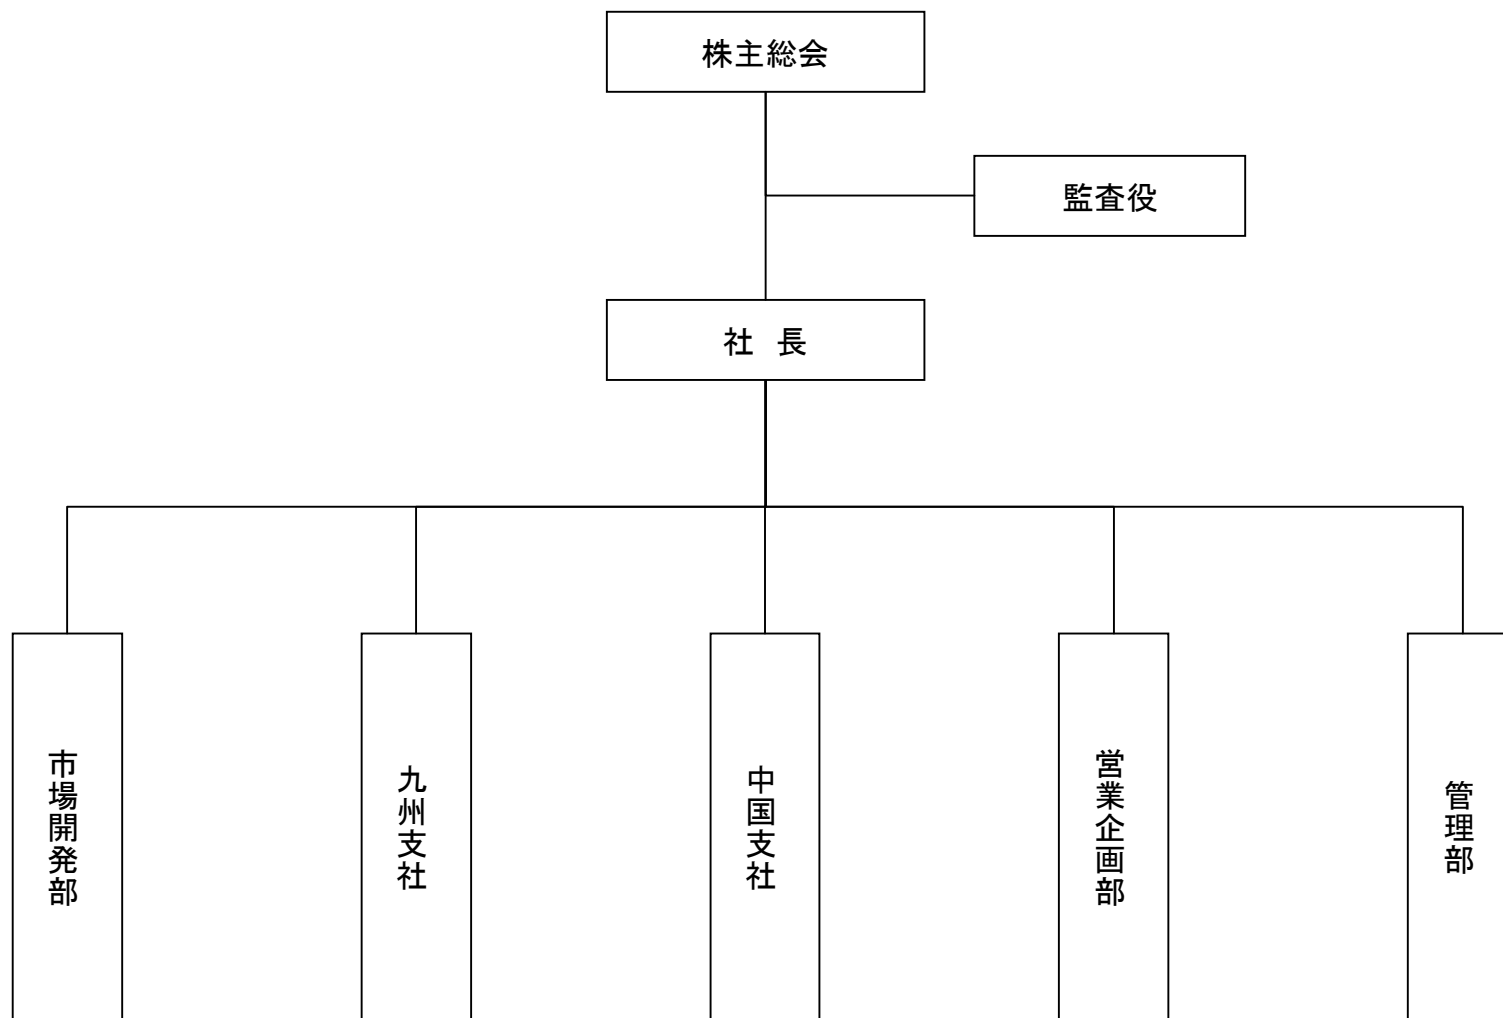 株主総会
監査役
社 長
市場開発部
九州支社
中国支社
営業企画部
管理部